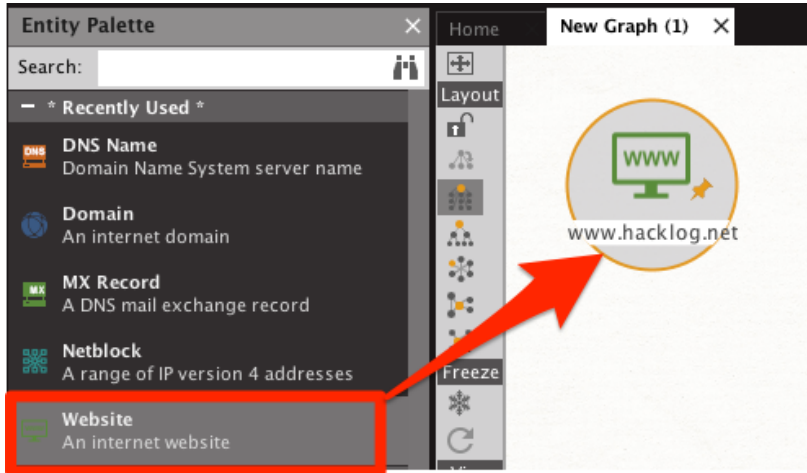 Entity Palette
Search:
* Recently Used *
DNS
DNS Name
Domain Name System server name
Domain
An internet domain
MX
MX Record
A DNS mail exchange record
Netblock
A range of IP version 4 addresses
Website
An internet website
Home
New Graph (1)
Layout
Freeze
WWW
www.hacklog.net